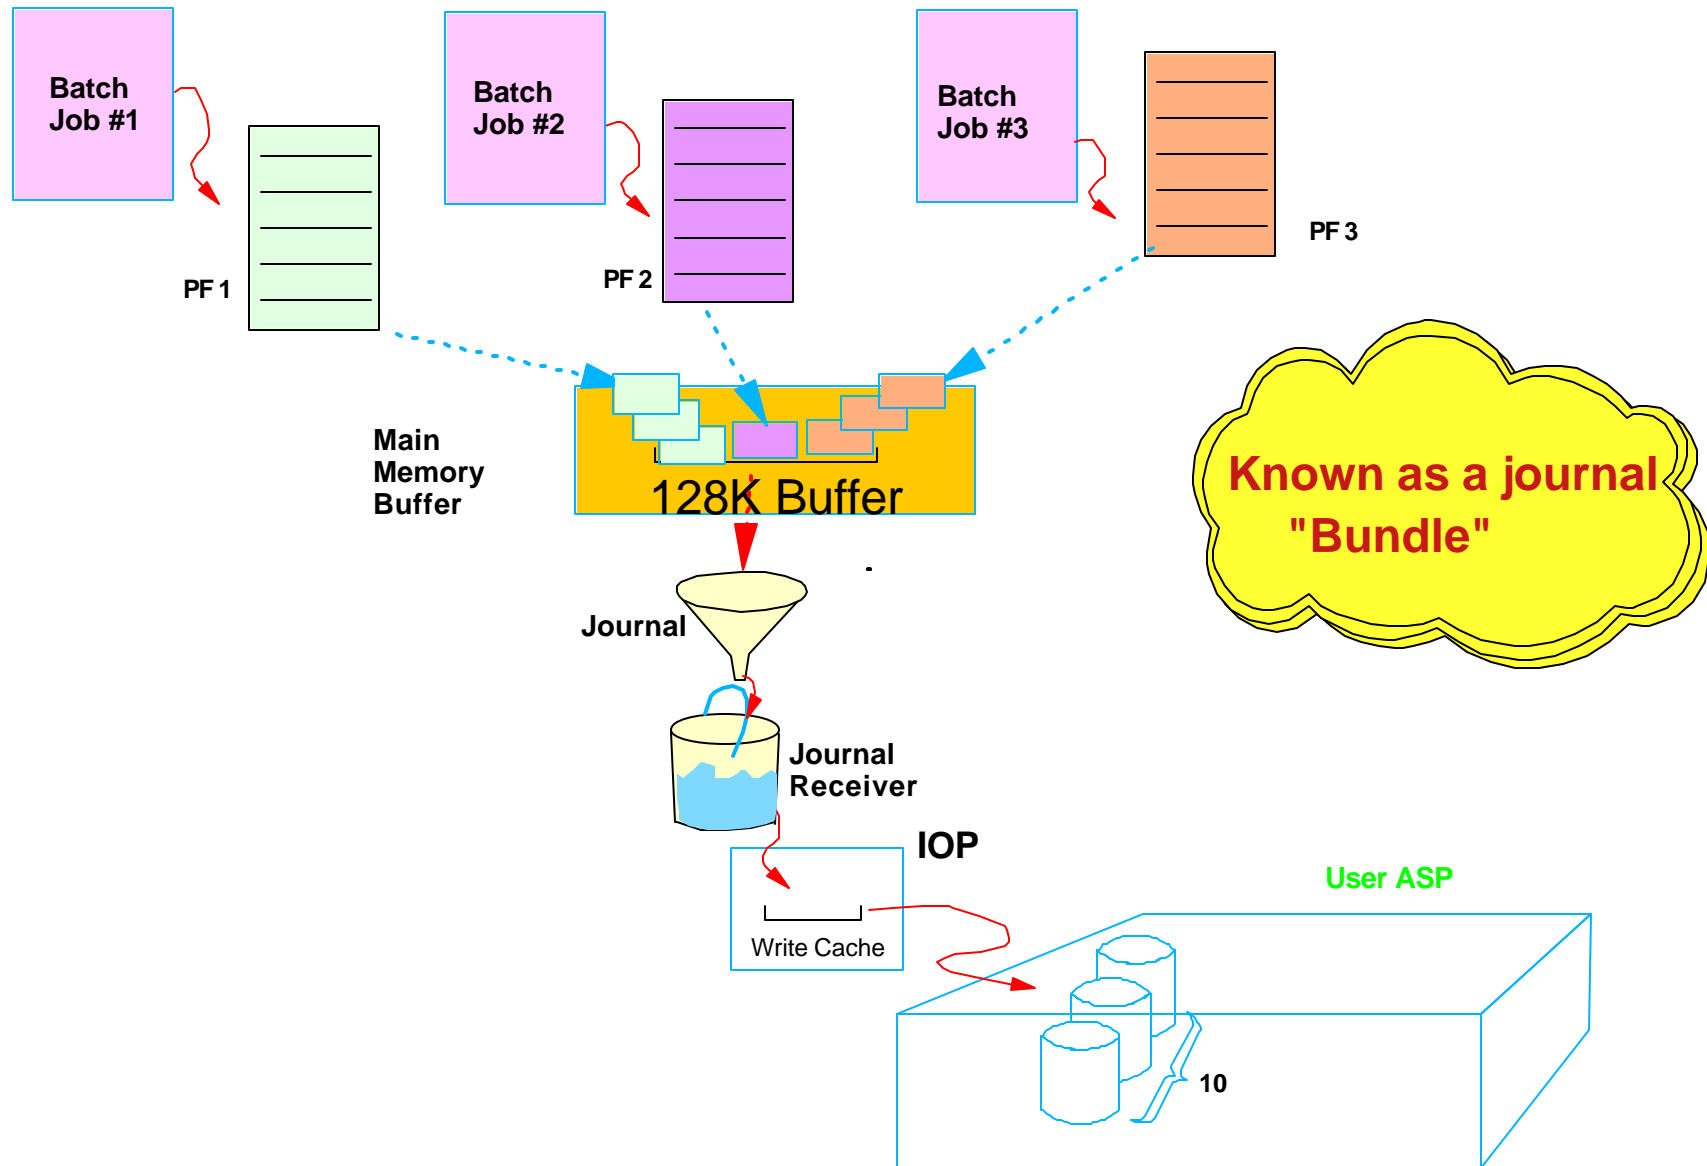 Batch
Job #1
Batch
Job #2
Batch
Job #3
PF 1
PF 2
PF 3
Main
Memory
Buffer
128K Buffer
Known as a journal
"Bundle"
Journal
Journal
Receiver
IOP
Write Cache
User ASP
10